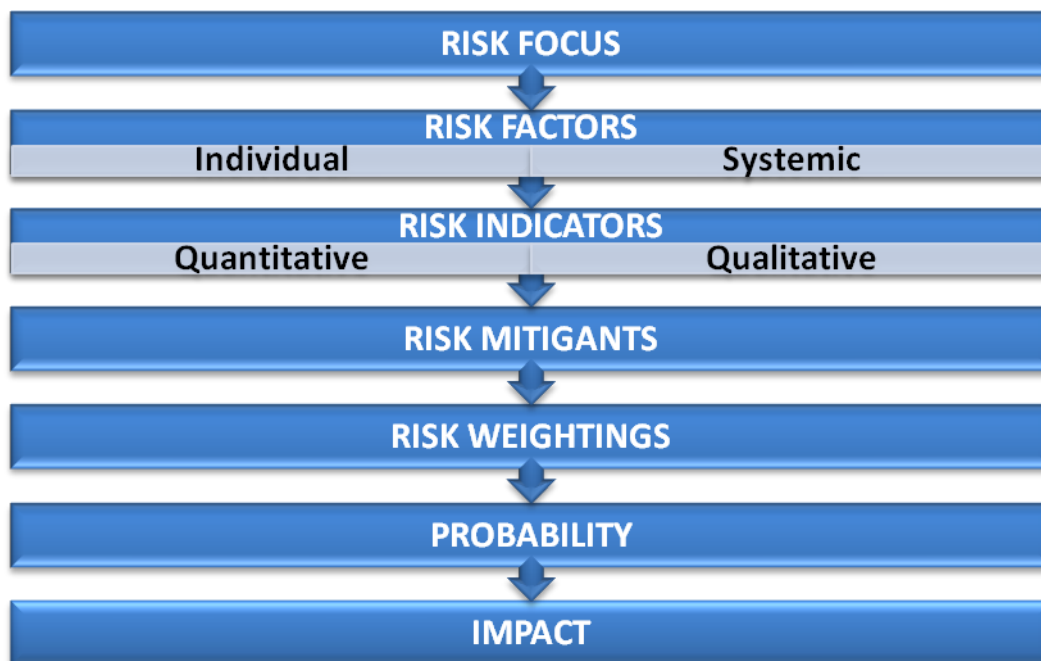 RISK FOCUS
RISK FACTORS
Individual Systemic
RISK INDICATORS
Quantitative Qualitative
RISK MITIGANTS
RISK WEIGHTINGS
PROBABILITY
IMPACT